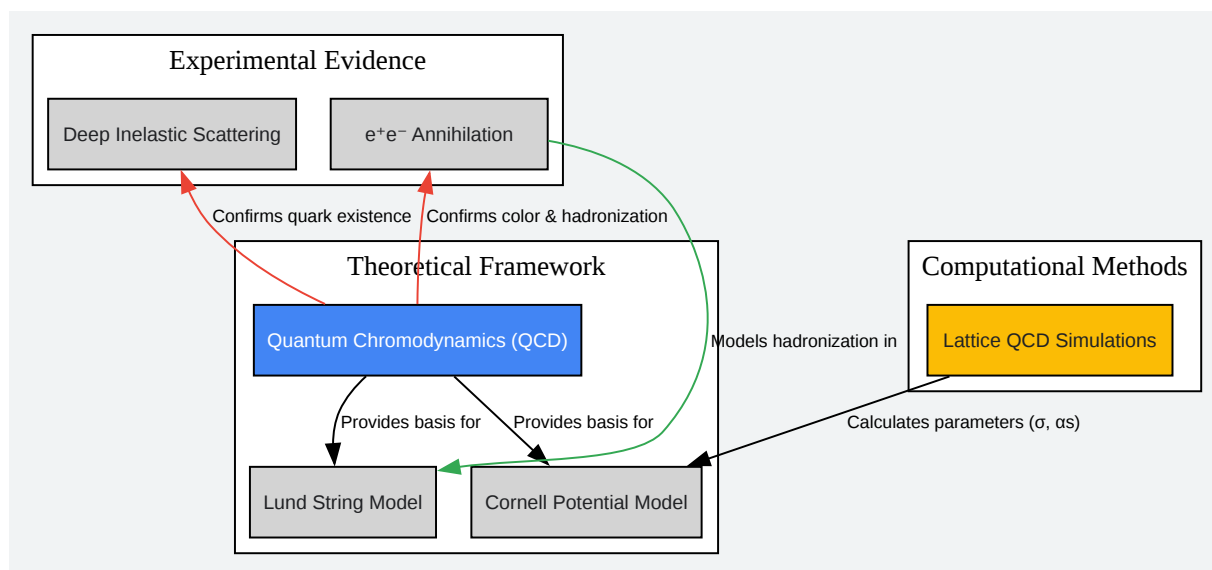 Experimental Evidence
Deep Inelastic Scattering
e⁺e⁻ Annihilation
Confirms quark existence
Confirms color & hadronization
Theoretical Framework
Computational Methods
Quantum Chromodynamics (QCD)
Models hadronization in
Lattice QCD Simulations
Provides basis for
Provides basis for
Calculates parameters (σ, αs)
Lund String Model
Cornell Potential Model